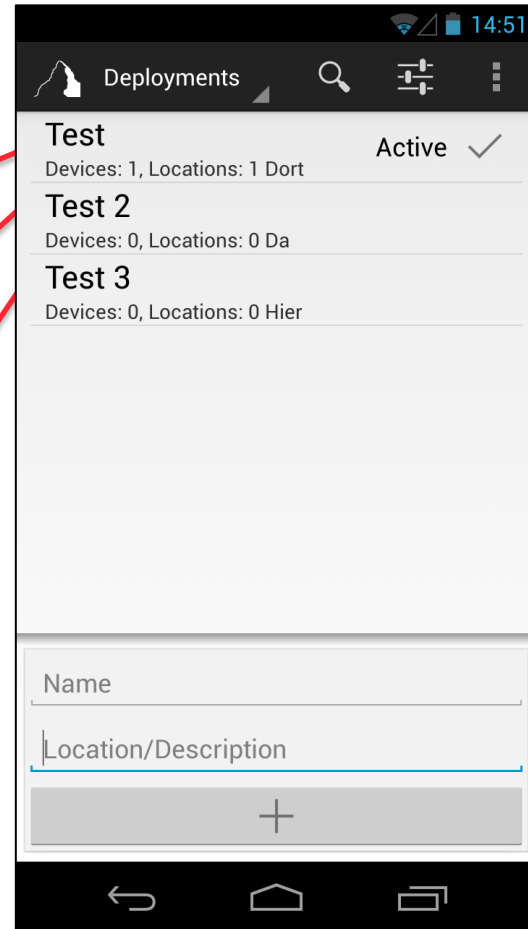 14:51
Deployments
Test
Active
Devices: 1, Locations: 1 Dort
Test 2
Devices: 0, Locations: 0 Da
Test 3
Devices: 0, Locations: 0 Hier
Name
Location/Description